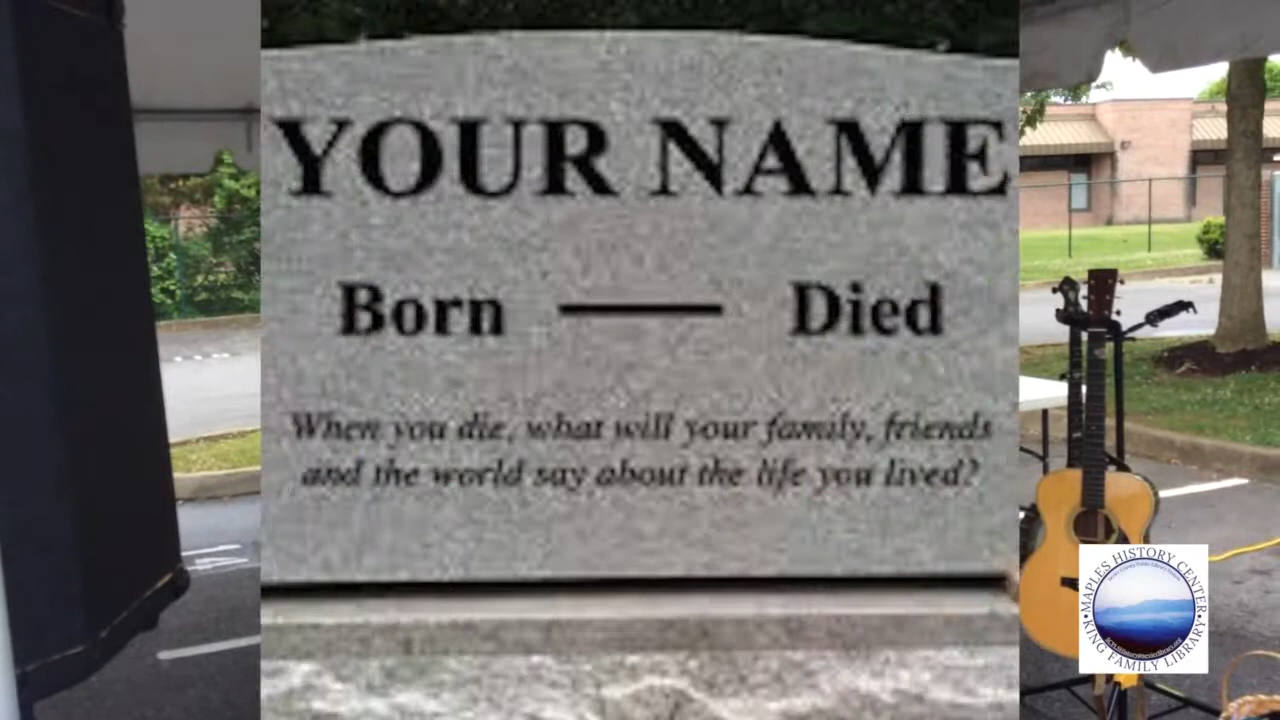 YOUR NAME
Born — Died
When you die, what will your family, friends
and the world say about the life you lived?
MAPLES HISTORY CENTER
KING FAMILY LIBRARY